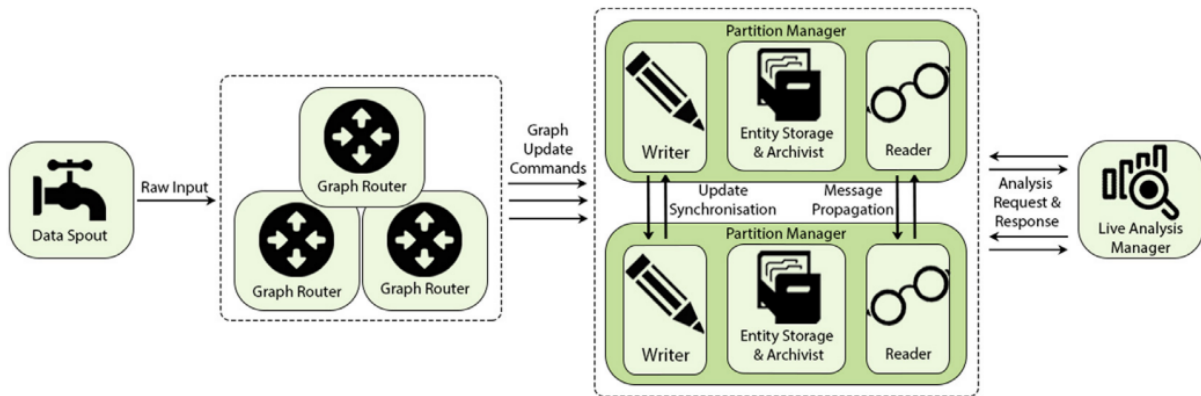 Data Spout
Raw Input
Graph Router
Graph Router
Graph Router
Graph
Update
Commands
Partition Manager
Writer
Entity Storage
& Archivist
Reader
Update
Synchronisation
Message
Propagation
Partition Manager
Writer
Entity Storage
& Archivist
Reader
Analysis
Request &
Response
Live Analysis
Manager